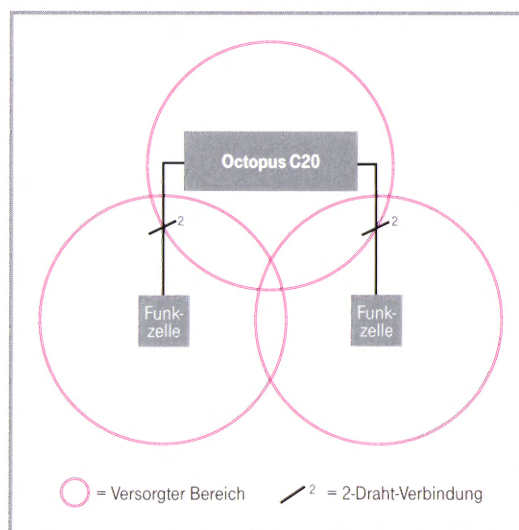 Octopus C20
2 2
Funk-
zelle
Funk-
zelle
= Versorgter Bereich
2 = 2-Draht-Verbindung